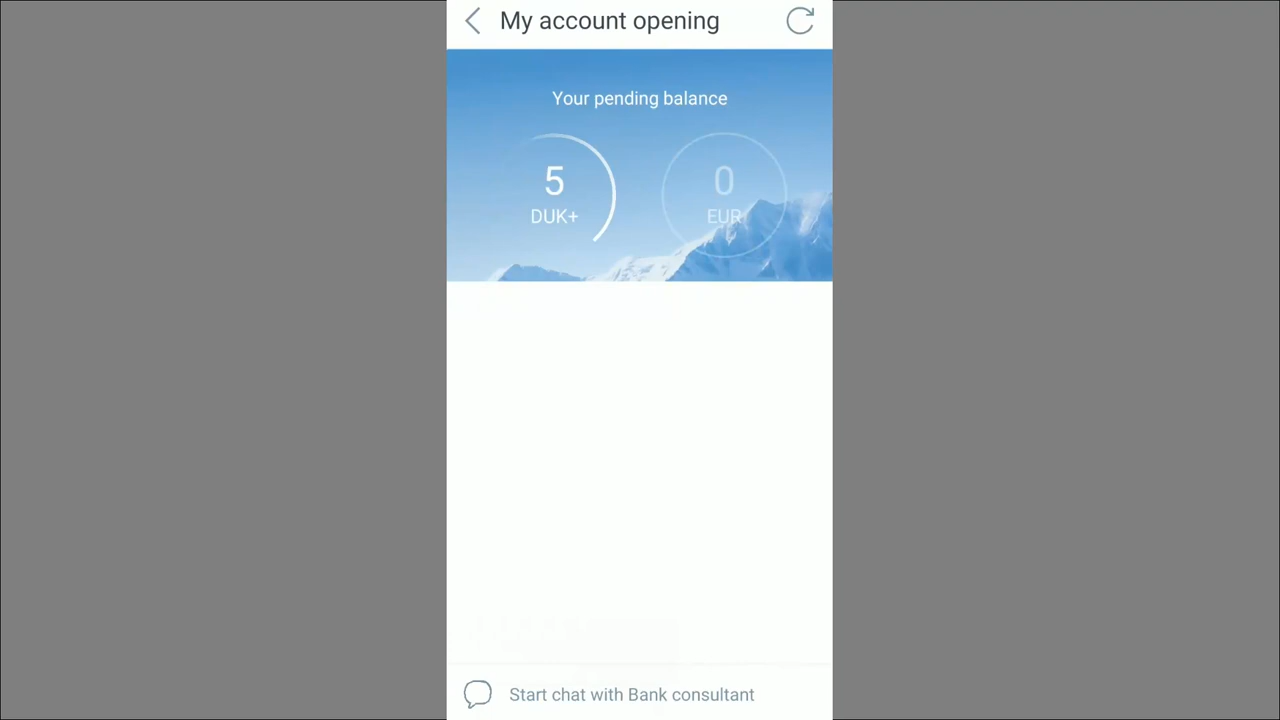 My account opening
Your pending balance
5
DUK+
0
EUR
Start chat with Bank consultant